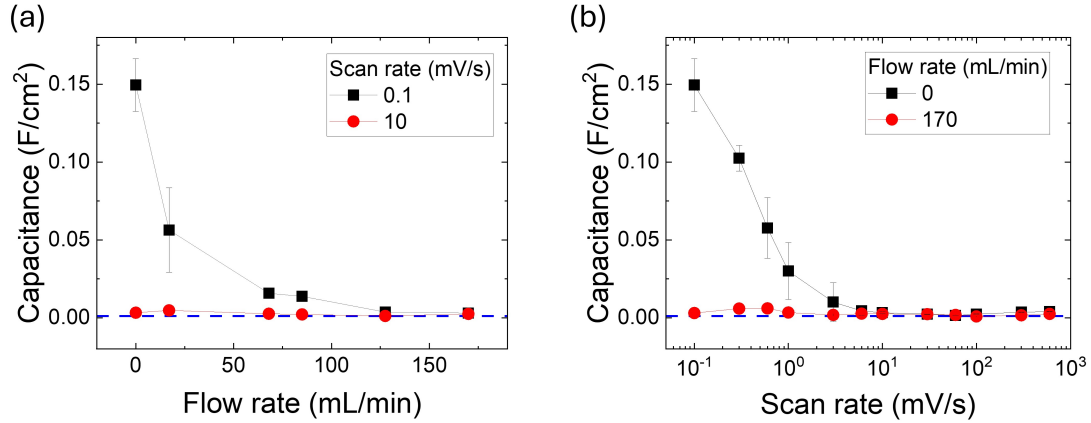 (a)
Capacitance (F/cm²)
0.15
0.10
0.05
0.00
0
50
100
150
Flow rate (mL/min)
Scan rate (mV/s)
0.1
10
(b)
Capacitance (F/cm²)
0.15
0.10
0.05
0.00
10⁻¹
10⁰
10¹
10²
10³
Scan rate (mV/s)
Flow rate (mL/min)
0
170